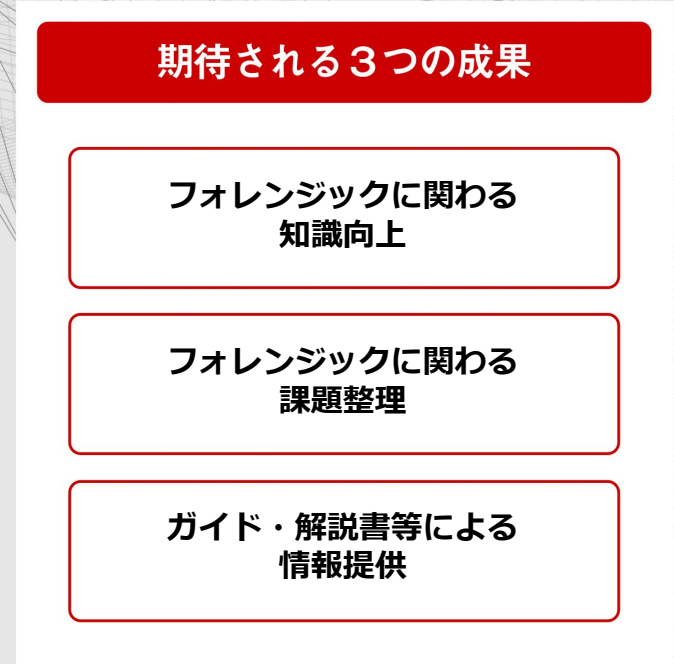 期待される３つの成果
フォレンジックに関わる
知識向上
フォレンジックに関わる
課題整理
ガイド・解説書等による
情報提供